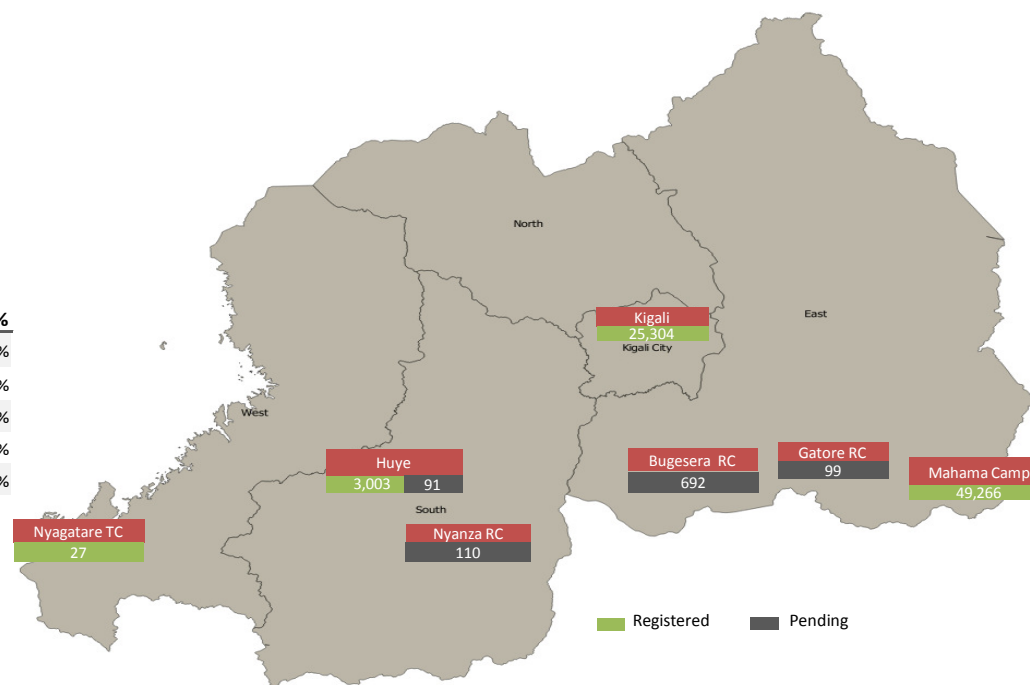 North
%
%
%
%
%
%
Kigali
25,304
Kigali City
East
West
Huye
3,003 91
South
Bugesera RC
692
Gatore RC
99
Mahama Camp
49,266
Nyagatare TC
27
Nyanza RC
110
Registered Pending